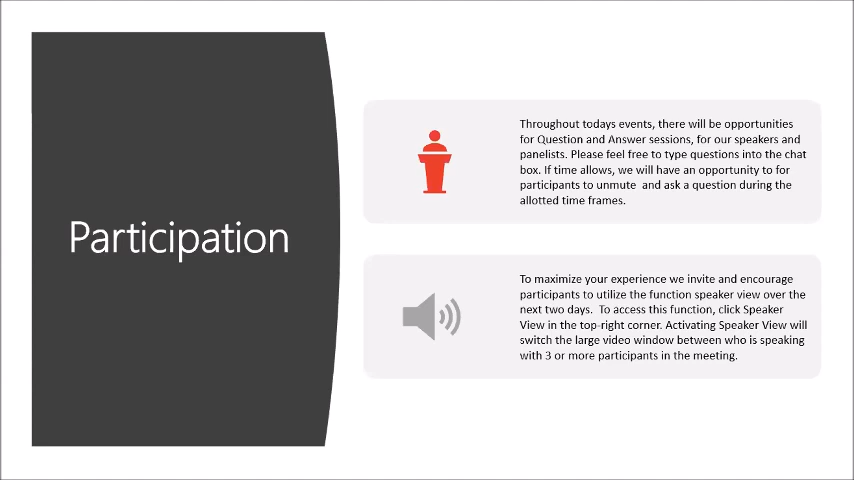 Participation
Throughout todays events, there will be opportunities
for Question and Answer sessions, for our speakers and
panelists. Please feel free to type questions into the chat
box. If time allows, we will have an opportunity to for
participants to unmute  and ask a question during the
allotted time frames.
To maximize your experience we invite and encourage
participants to utilize the function speaker view over the
next two days.  To access this function, click Speaker
View in the top-right corner. Activating Speaker View will
switch the large video window between who is speaking
with 3 or more participants in the meeting.